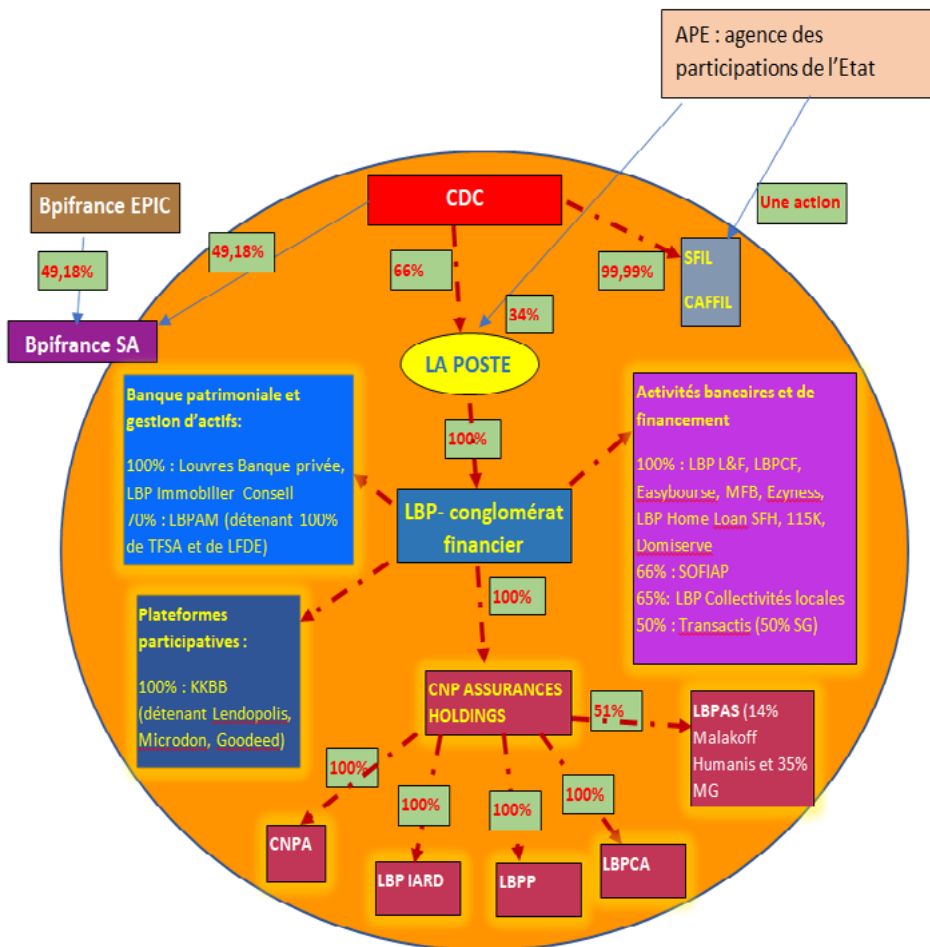 APE : agence des
participations de l'Etat
CDC
Une action
Bpifrance EPIC
49,18%
49,18%
66%
99,99%
SFIL
CAFFIL
34%
Bpifrance SA
LA POSTE
Banque patrimoniale et
gestion d'actifs:
100% : Louvres Banque privée,
LBP Immobilier Conseil
70% : LBPAM (détenant 100%
de TFSA et de LFDE)
100%
Activités bancaires et de
financement
100% : LBP L&F, LBPCF,
Easybourse, MFB, Ezyness,
LBP Home Loan SFH, 115K,
Domiserve
66% : SOFIAP
65%: LBP Collectivités locales
50% : Transactis (50% SG)
LBP- conglomérat
financier
100%
Plateformes
participatives :
100% : KKBB
(détenant Lendopolis,
Microdon, Goodeed)
CNP ASSURANCES
HOLDINGS
51%
LBPAS (14%
Malakoff
Humanis et 35%
MG
100%
100%
100%
100%
CNPA
LBP IARD
LBPP
LBPCA